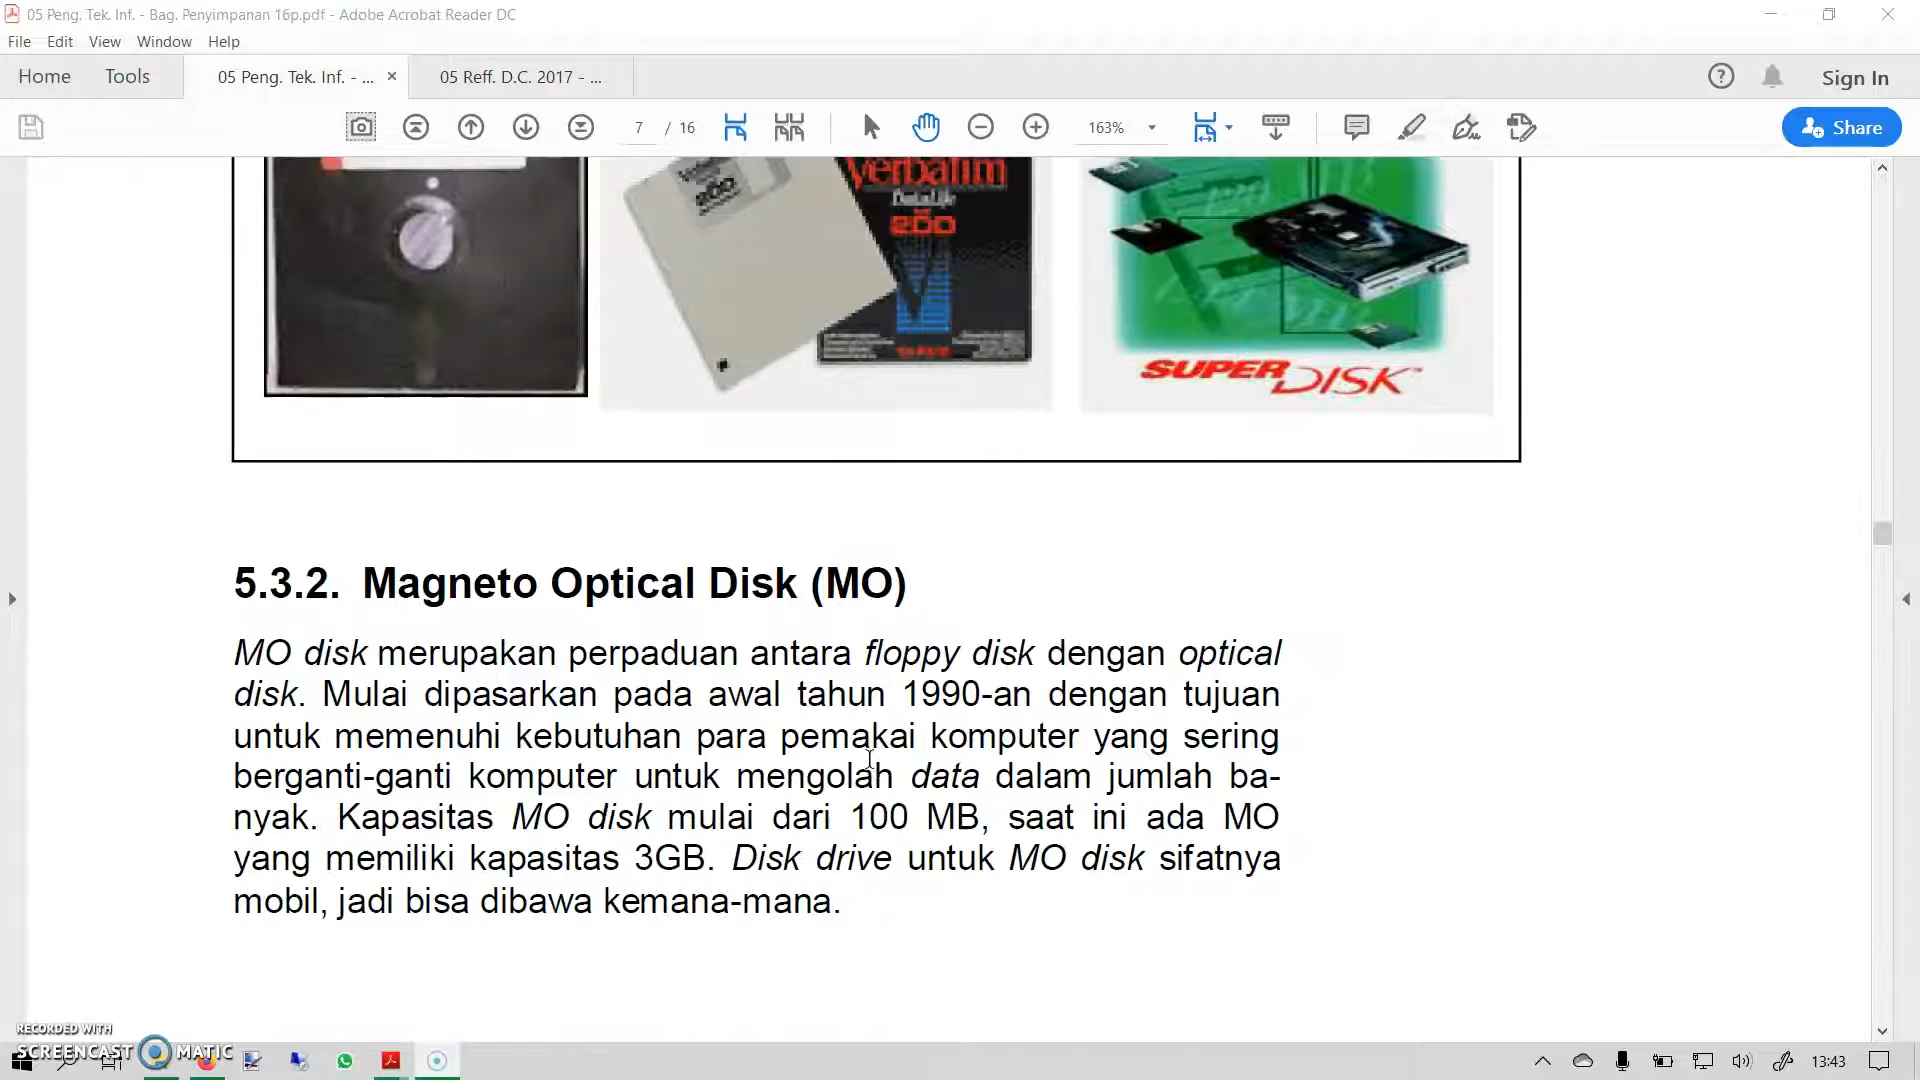 05 Peng. Tek. Inf. - Bag. Penyimpanan 16p.pdf - Adobe Acrobat Reader DC
File Edit View Window Help
Home Tools 05 Peng. Tek. Inf. - ... 05 Reff. D.C. 2017 - ... Sign In
7 / 16 163% Share
Verbatim
DataLife
200
200
SUPERDISK™
5.3.2. Magneto Optical Disk (MO)
MO disk merupakan perpaduan antara floppy disk dengan optical
disk. Mulai dipasarkan pada awal tahun 1990-an dengan tujuan
untuk memenuhi kebutuhan para pemakai komputer yang sering
berganti-ganti komputer untuk mengolah data dalam jumlah ba-
nyak. Kapasitas MO disk mulai dari 100 MB, saat ini ada MO
yang memiliki kapasitas 3GB. Disk drive untuk MO disk sifatnya
mobil, jadi bisa dibawa kemana-mana.
RECORDED WITH
SCREENCAST MATIC
13:43